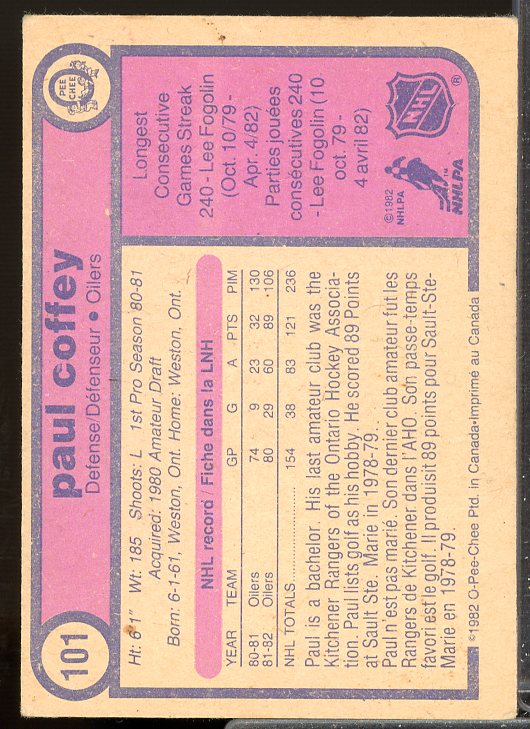 101
paul coffey
Defense/Défenseur • Oilers
O
PEE
CHEE
Ht: 6'1" Wt: 185 Shoots: L 1st Pro Season 80-81
Acquired: 1980 Amateur Draft
Born: 6-1-61, Weston, Ont. Home: Weston, Ont.
NHL record / Fiche dans la LNH
YEAR TEAM GP G A PTS PIM
80-81 Oilers 74 9 23 32 130
81-82 Oilers 80 29 60 89 106
NHL TOTALS 154 38 83 121 236
Paul is a bachelor. His last amateur club was the
Kitchener Rangers of the Ontario Hockey Associa-
tion. Paul lists golf as his hobby. He scored 89 Points
at Sault Ste. Marie in 1978-79.
Paul n'est pas marié. Son dernier club amateur fut les
Rangers de Kitchener dans l'AHO. Son passe-temps
favori est le golf. Il produisit 89 points pour Sault-Ste-
Marie en 1978-79.
©1982 O-Pee-Chee Ptd. in Canada•Imprimé au Canada
Longest
Consecutive
Games Streak
240 - Lee Fogolin
(Oct. 10/79 -
Apr. 4/82)
Parties jouées
consécutives 240
- Lee Fogolin (10
oct. 79 -
4 avril 82)
©1982
NHLPA
TM
NHLPA
NHL
®